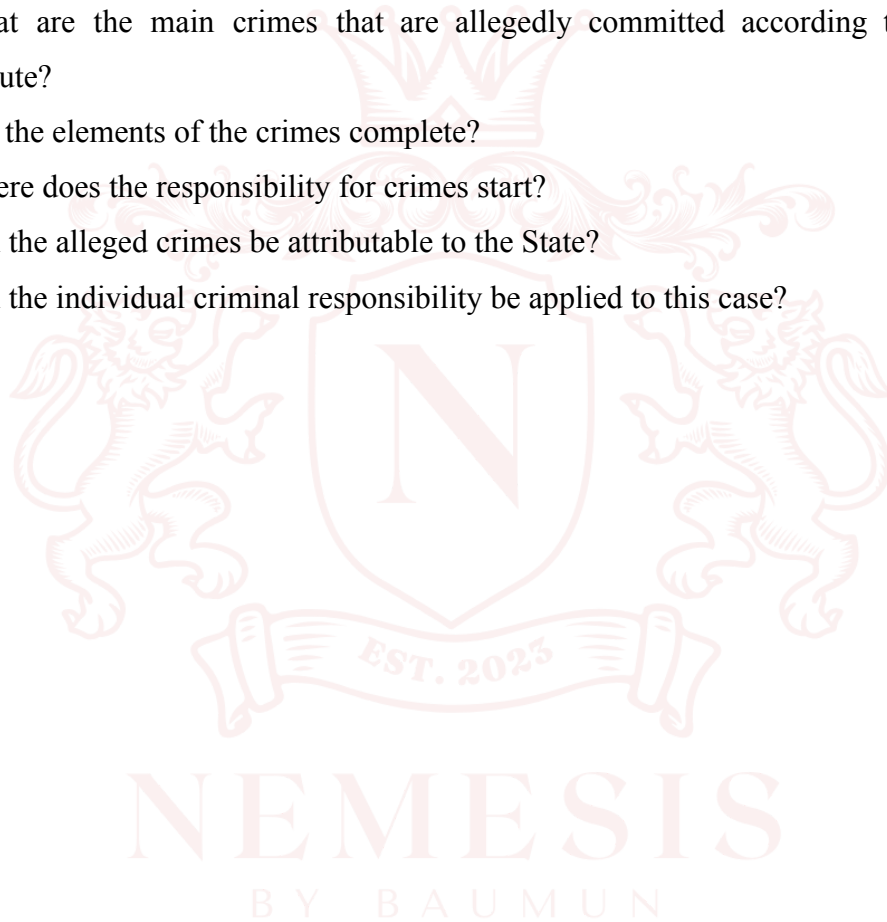 at are the main crimes that are allegedly committed according t
ute?
the elements of the crimes complete?
ere does the responsibility for crimes start?
the alleged crimes be attributable to the State?
the individual criminal responsibility be applied to this case?
N
EST. 2023
NEMESIS
BY BAUMUN